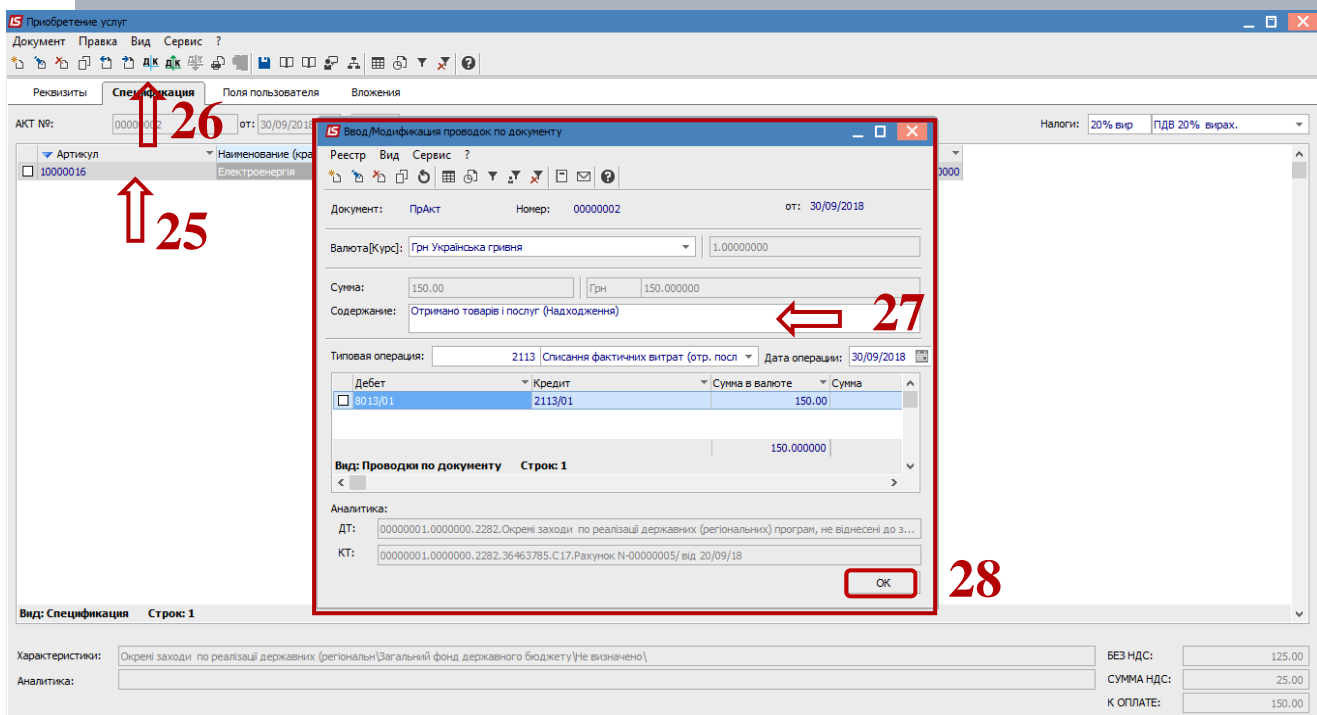 Приобретение услуг
Документ Правка Вид Сервис ?
Реквизиты Спецификация Поля пользователя Вложения
26
АКТ №: 00000002 от: 30/09/2018 Налоги: 20% вир ПДВ 20% вирах.
Артикул Наименование (кра
10000016 Електроенергія 0000
25
Ввод/Модификация проводок по документу
Реестр Вид Сервис ?
Документ: ПрАкт Номер: 00000002 от: 30/09/2018
Валюта[Курс]: Грн Українська гривня 1.00000000
Сумма: 150.00 Грн 150.000000
Содержание: Отримано товарів і послуг (Надходження)
27
Типовая операция: 2113 Списання фактичних витрат (отр. посл Дата операции: 30/09/2018
Дебет Кредит Сумма в валюте Сумма
8013/01 2113/01 150.00
150.000000
Вид: Проводки по документу Строк: 1
Аналитика:
ДТ: 00000001.0000000.2282.Окремі заходи по реалізації державних (регіональних) програм, не віднесені до з...
КТ: 00000001.0000000.2282.36463785.С17.Рахунок N-00000005/ від 20/09/18
ОК
28
Вид: Спецификация Строк: 1
Характеристики: Окремі заходи по реалізації державних (регіональн\Загальний фонд державного бюджету\Не визначено\
Аналитика:
БЕЗ НДС: 125.00
СУММА НДС: 25.00
К ОПЛАТЕ: 150.00